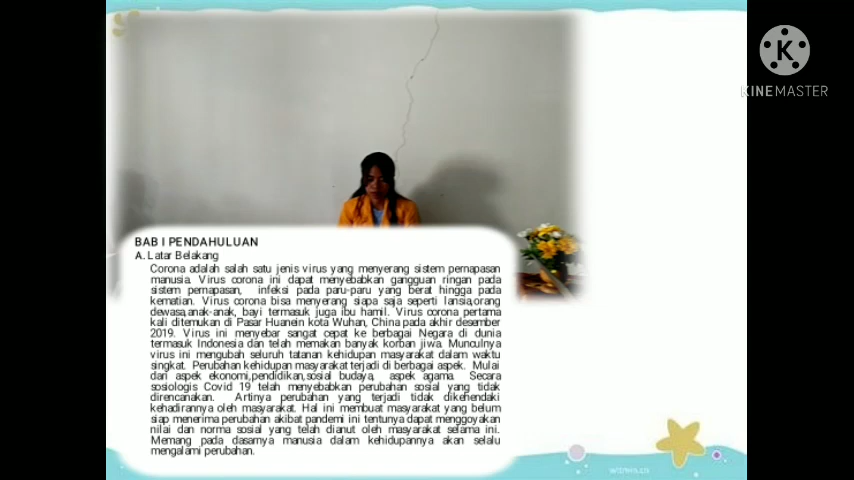 KINEMASTER
BAB I PENDAHULUAN
A. Latar Belakang
Corona adalah salah satu jenis virus yang menyerang sistem pernapasan
manusia. Virus corona ini dapat menyebabkan gangguan ringan pada
sistem pernapasan, infeksi pada paru-paru yang berat hingga pada
kematian. Virus corona bisa menyerang siapa saja seperti lansia,orang
dewasa,anak-anak, bayi termasuk juga ibu hamil. Virus corona pertama
kali ditemukan di Pasar Huanein kota Wuhan, China pada akhir desember
2019. Virus ini menyebar sangat cepat ke berbagai Negara di dunia
termasuk Indonesia dan telah memakan banyak korban jiwa. Munculnya
virus ini mengubah seluruh tatanan kehidupan masyarakat dalam waktu
singkat. Perubahan kehidupan masyarakat terjadi di berbagai aspek. Mulai
dari aspek ekonomi,pendidikan,sosial budaya, aspek agama. Secara
sosiologis Covid 19 telah menyebabkan perubahan sosial yang tidak
direncanakan. Artinya perubahan yang terjadi tidak dikehendaki
kehadirannya oleh masyarakat. Hal ini membuat masyarakat yang belum
siap menerima perubahan akibat pandemi ini tentunya dapat menggoyakan
nilai dan norma sosial yang telah dianut oleh masyarakat selama ini.
Memang pada dasarnya manusia dalam kehidupannya akan selalu
mengalami perubahan.